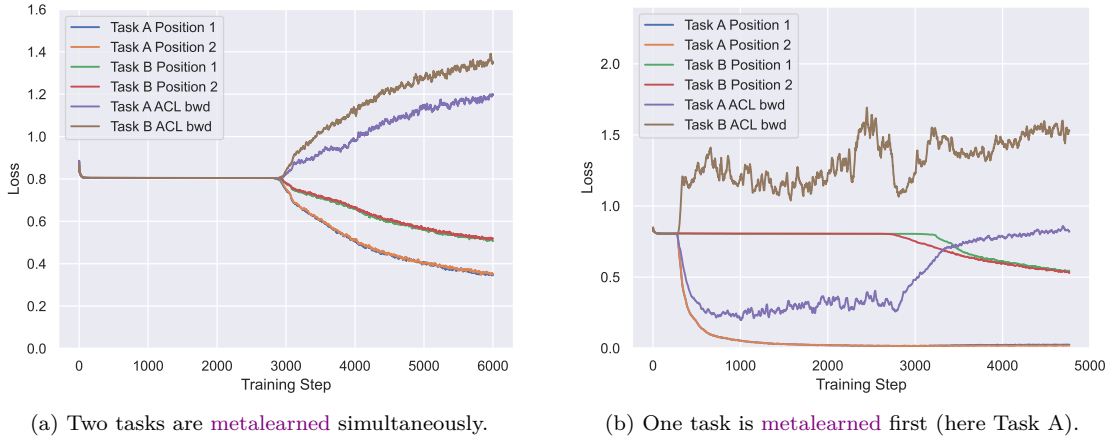 1.6
1.4
1.2
1.0
0.8
0.6
0.4
0.2
0.0
Loss
Task A Position 1
Task A Position 2
Task B Position 1
Task B Position 2
Task A ACL bwd
Task B ACL bwd
0 1000 2000 3000 4000 5000 6000
Training Step
(a) Two tasks are metalearned simultaneously.
2.0
1.5
1.0
0.5
0.0
Loss
Task A Position 1
Task A Position 2
Task B Position 1
Task B Position 2
Task A ACL bwd
Task B ACL bwd
0 1000 2000 3000 4000 5000
Training Step
(b) One task is metalearned first (here Task A).